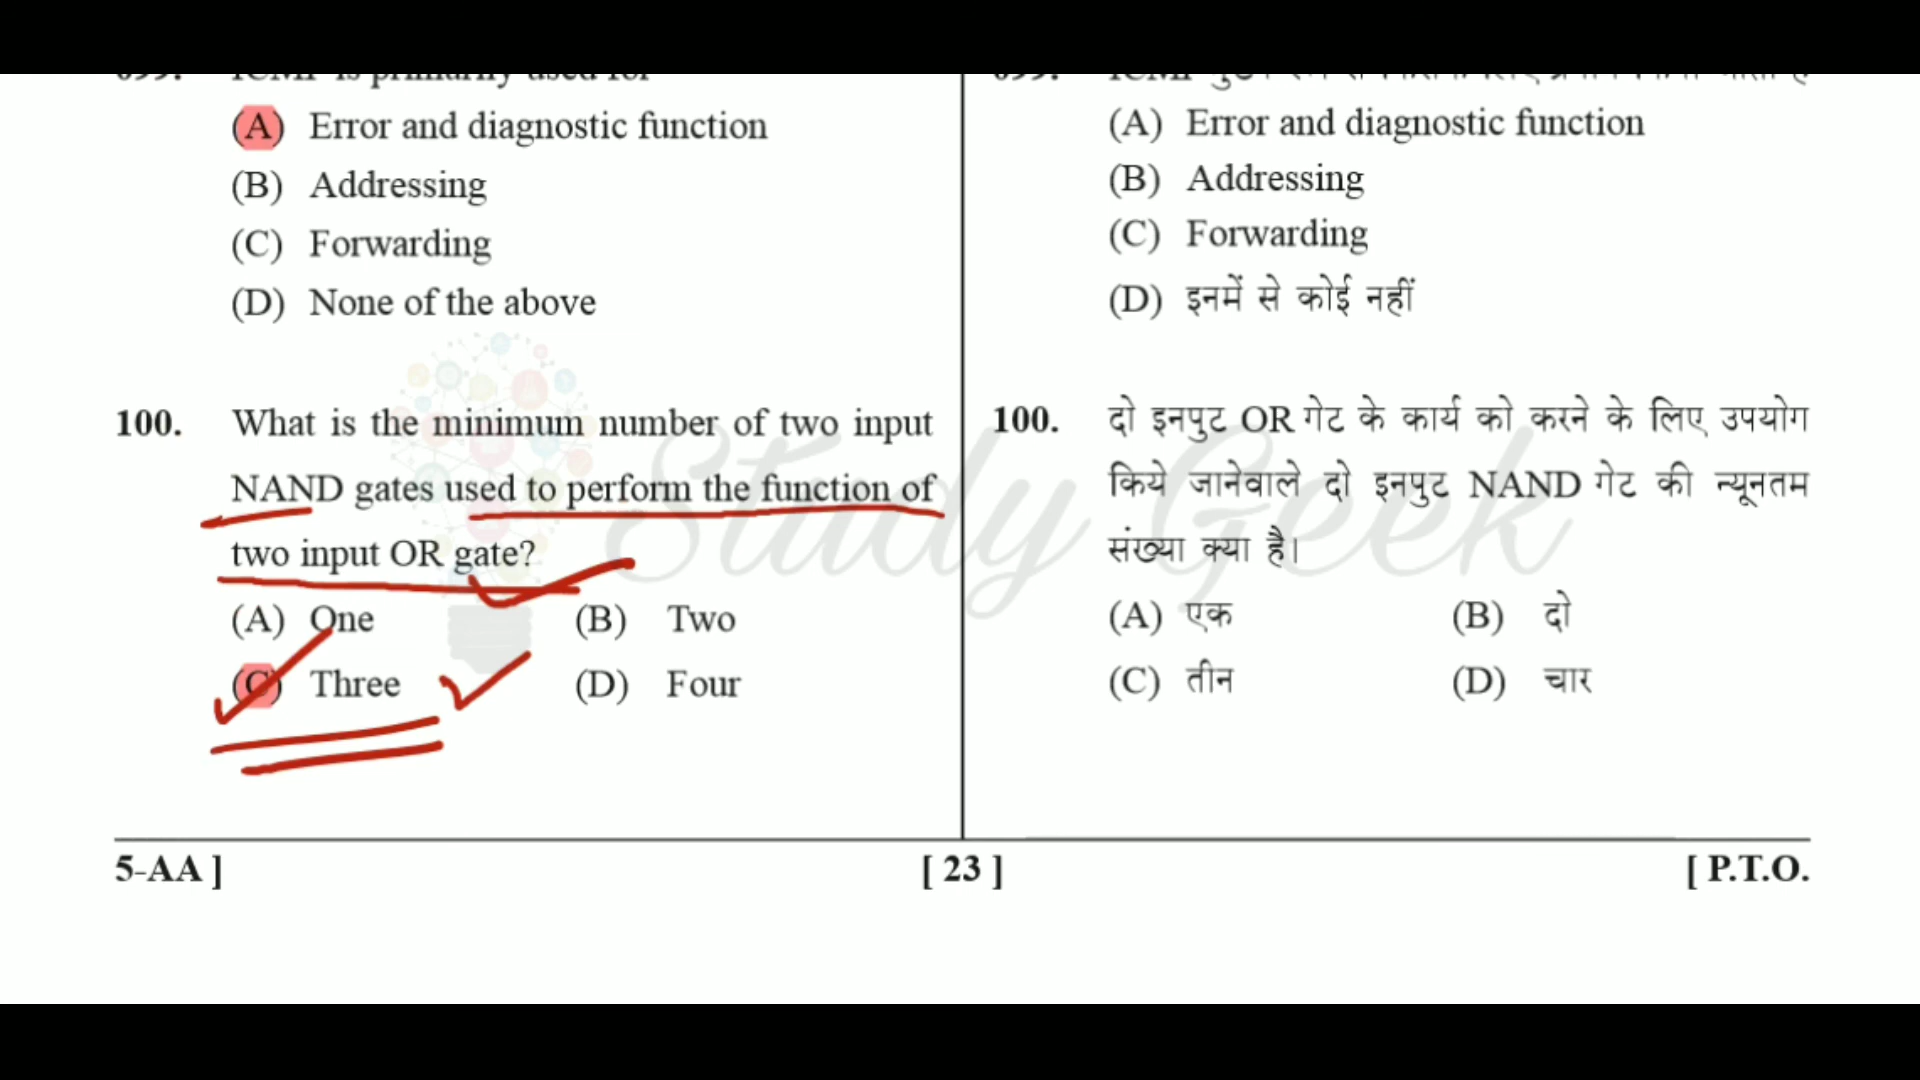 (A) Error and diagnostic function
(B) Addressing
(C) Forwarding
(D) None of the above
100. What is the minimum number of two input
NAND gates used to perform the function of
two input OR gate?
(A) One (B) Two
(C) Three (D) Four
(A) Error and diagnostic function
(B) Addressing
(C) Forwarding
(D) इनमें से कोई नहीं
100. दो इनपुट OR गेट के कार्य को करने के लिए उपयोग
किये जानेवाले दो इनपुट NAND गेट की न्यूनतम
संख्या क्या है।
(A) एक (B) दो
(C) तीन (D) चार
Study Geek
5-AA ] [ 23 ] [ P.T.O.